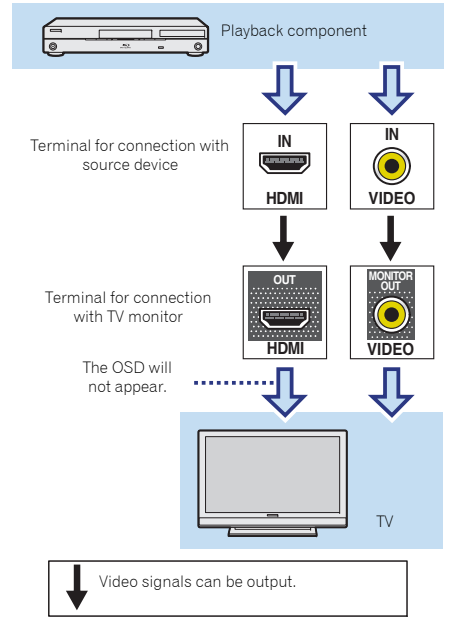 Playback component
Terminal for connection with
source device
IN
HDMI
IN
VIDEO
Terminal for connection
with TV monitor
OUT
HDMI
MONITOR
OUT
VIDEO
The OSD will
not appear.
TV
Video signals can be output.